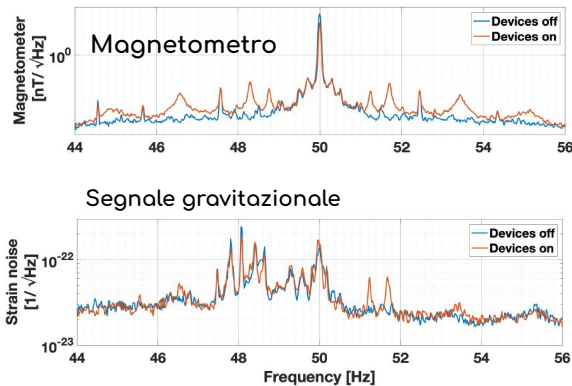 Magnetometro
Magnetometer
[nT/ √Hz]
10⁰
Devices off
Devices on
44 46 48 50 52 54 56
Segnale gravitazionale
Strain noise
[1/ √Hz]
10⁻²²
10⁻²³
Devices off
Devices on
44 46 48 50 52 54 56
Frequency [Hz]